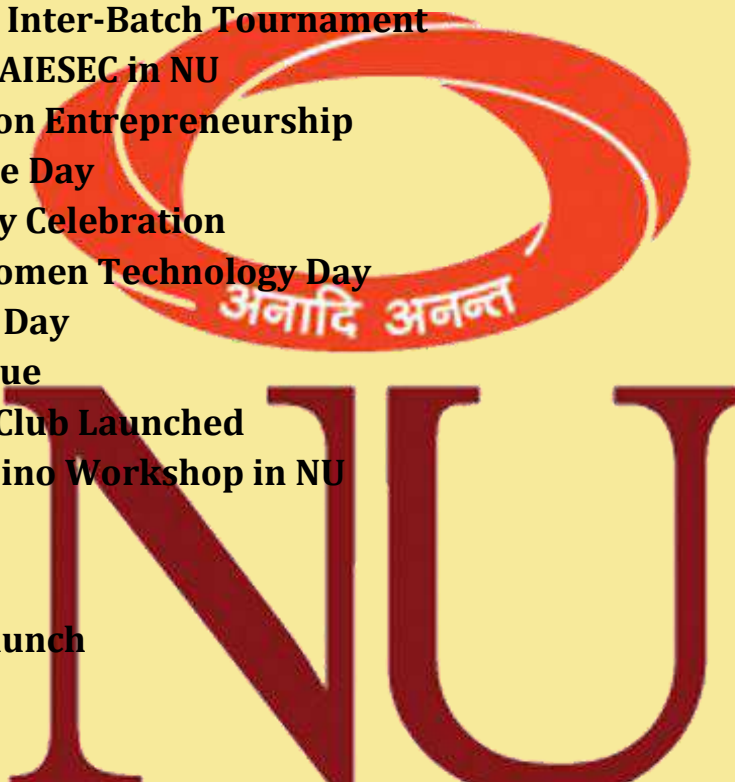 Inter-Batch Tournament
AIESEC in NU
on Entrepreneurship
e Day
y Celebration
omen Technology Day
अनादि अनन्त
Day
ue
Club Launched
ino Workshop in NU
unch
NU